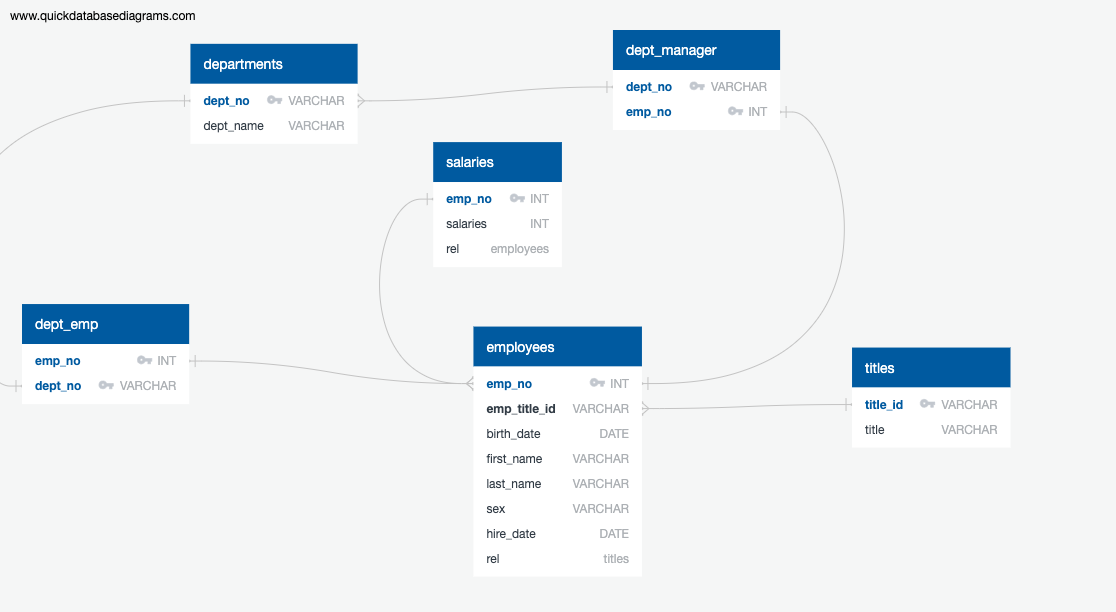 www.quickdatabasediagrams.com
departments
dept_no VARCHAR
dept_name VARCHAR
dept_manager
dept_no VARCHAR
emp_no INT
salaries
emp_no INT
salaries INT
rel employees
dept_emp
emp_no INT
dept_no VARCHAR
employees
emp_no INT
emp_title_id VARCHAR
birth_date DATE
first_name VARCHAR
last_name VARCHAR
sex VARCHAR
hire_date DATE
rel titles
titles
title_id VARCHAR
title VARCHAR